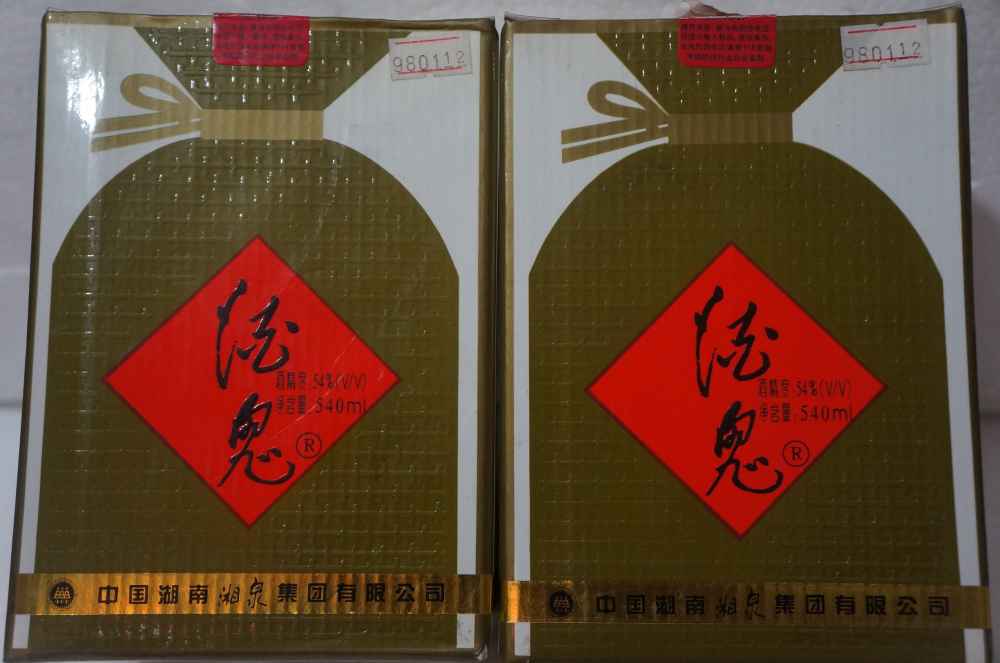 980112
酒鬼
酒精度:54%(V/V)
净含量:540ml
®
中国湖南湘泉集团有限公司
980112
酒鬼
酒精度:54%(V/V)
净含量:540ml
®
中国湖南湘泉集团有限公司